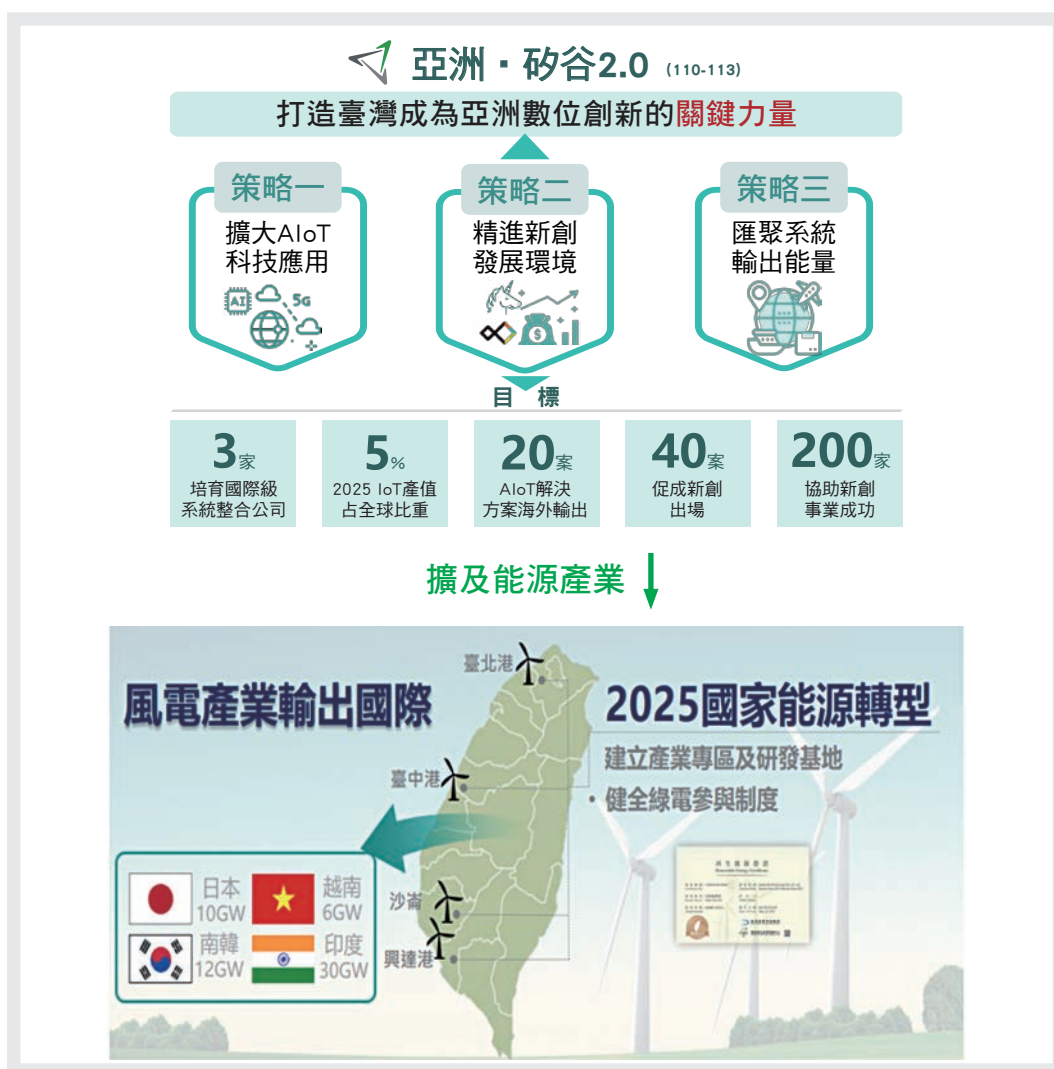 亞洲▪矽谷2.0 (110-113)
打造臺灣成為亞洲數位創新的關鍵力量
策略一
擴大AIoT
科技應用
AI
5G
策略二
精進新創
發展環境
$
策略三
匯聚系統
輸出能量
目 標
3家
培育國際級
系統整合公司
5%
2025 IoT產值
占全球比重
20案
AIoT解決
方案海外輸出
40案
促成新創
出場
200家
協助新創
事業成功
擴及能源產業
風電產業輸出國際
2025國家能源轉型
建立產業專區及研發基地
•健全綠電參與制度
臺北港
臺中港
沙崙
興達港
日本
10GW
越南
6GW
南韓
12GW
印度
30GW